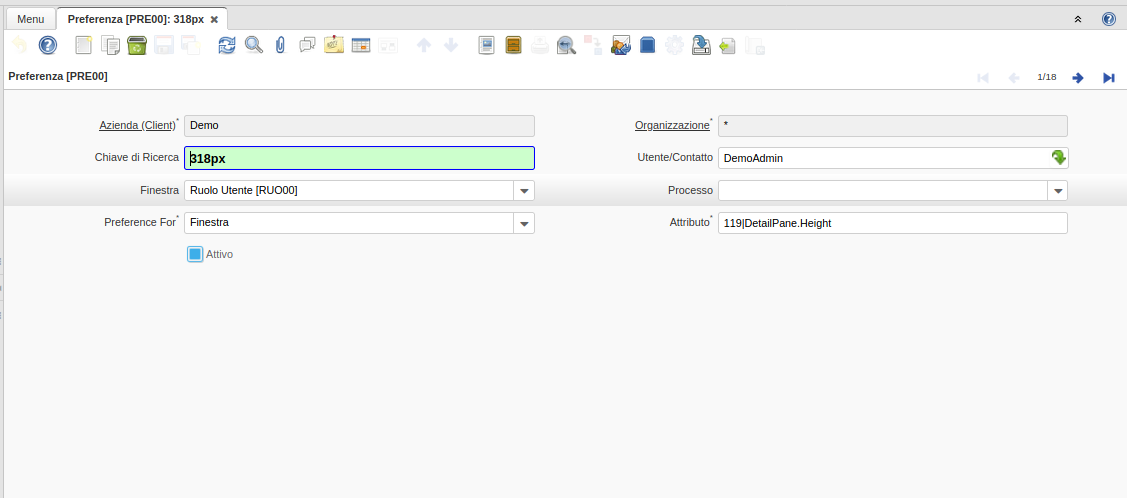 Menu Preferenza [PRE00]: 318px
Preferenza [PRE00] 1/18
Azienda (Client)* Demo Organizzazione* *
Chiave di Ricerca 318px Utente/Contatto DemoAdmin
Finestra Ruolo Utente [RUO00] Processo
Preference For* Finestra Attributo* 119|DetailPane.Height
Attivo